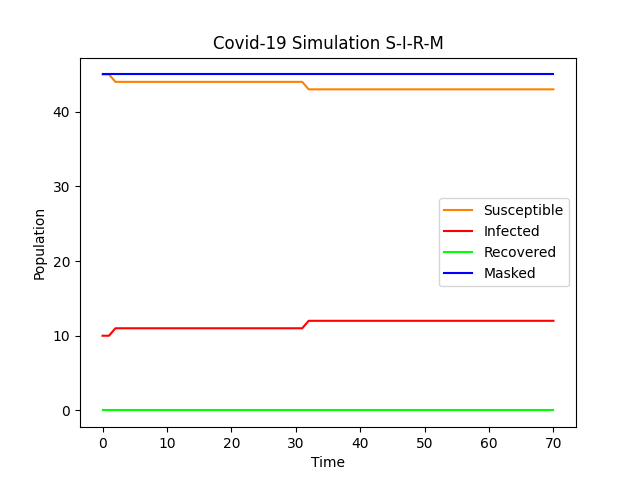 Covid-19 Simulation S-I-R-M
Population
40
30
20
10
0
Susceptible
Infected
Recovered
Masked
0 10 20 30 40 50 60 70
Time